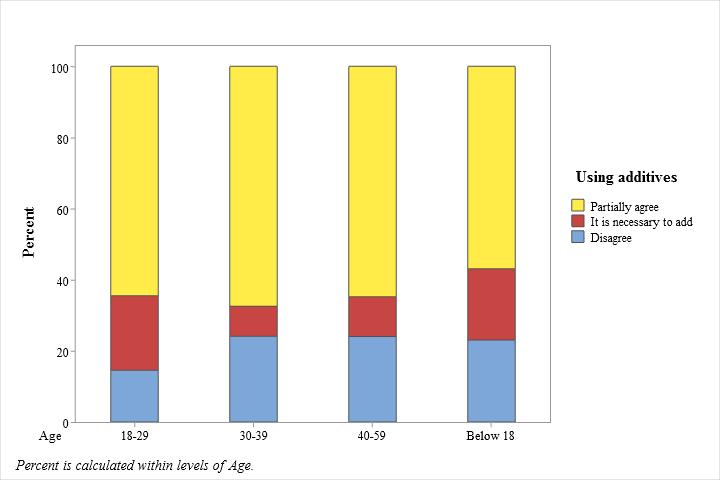 100
80
60
40
20
0
Percent
Age
18-29
30-39
40-59
Below 18
Using additives
Partially agree
It is necessary to add
Disagree
Percent is calculated within levels of Age.